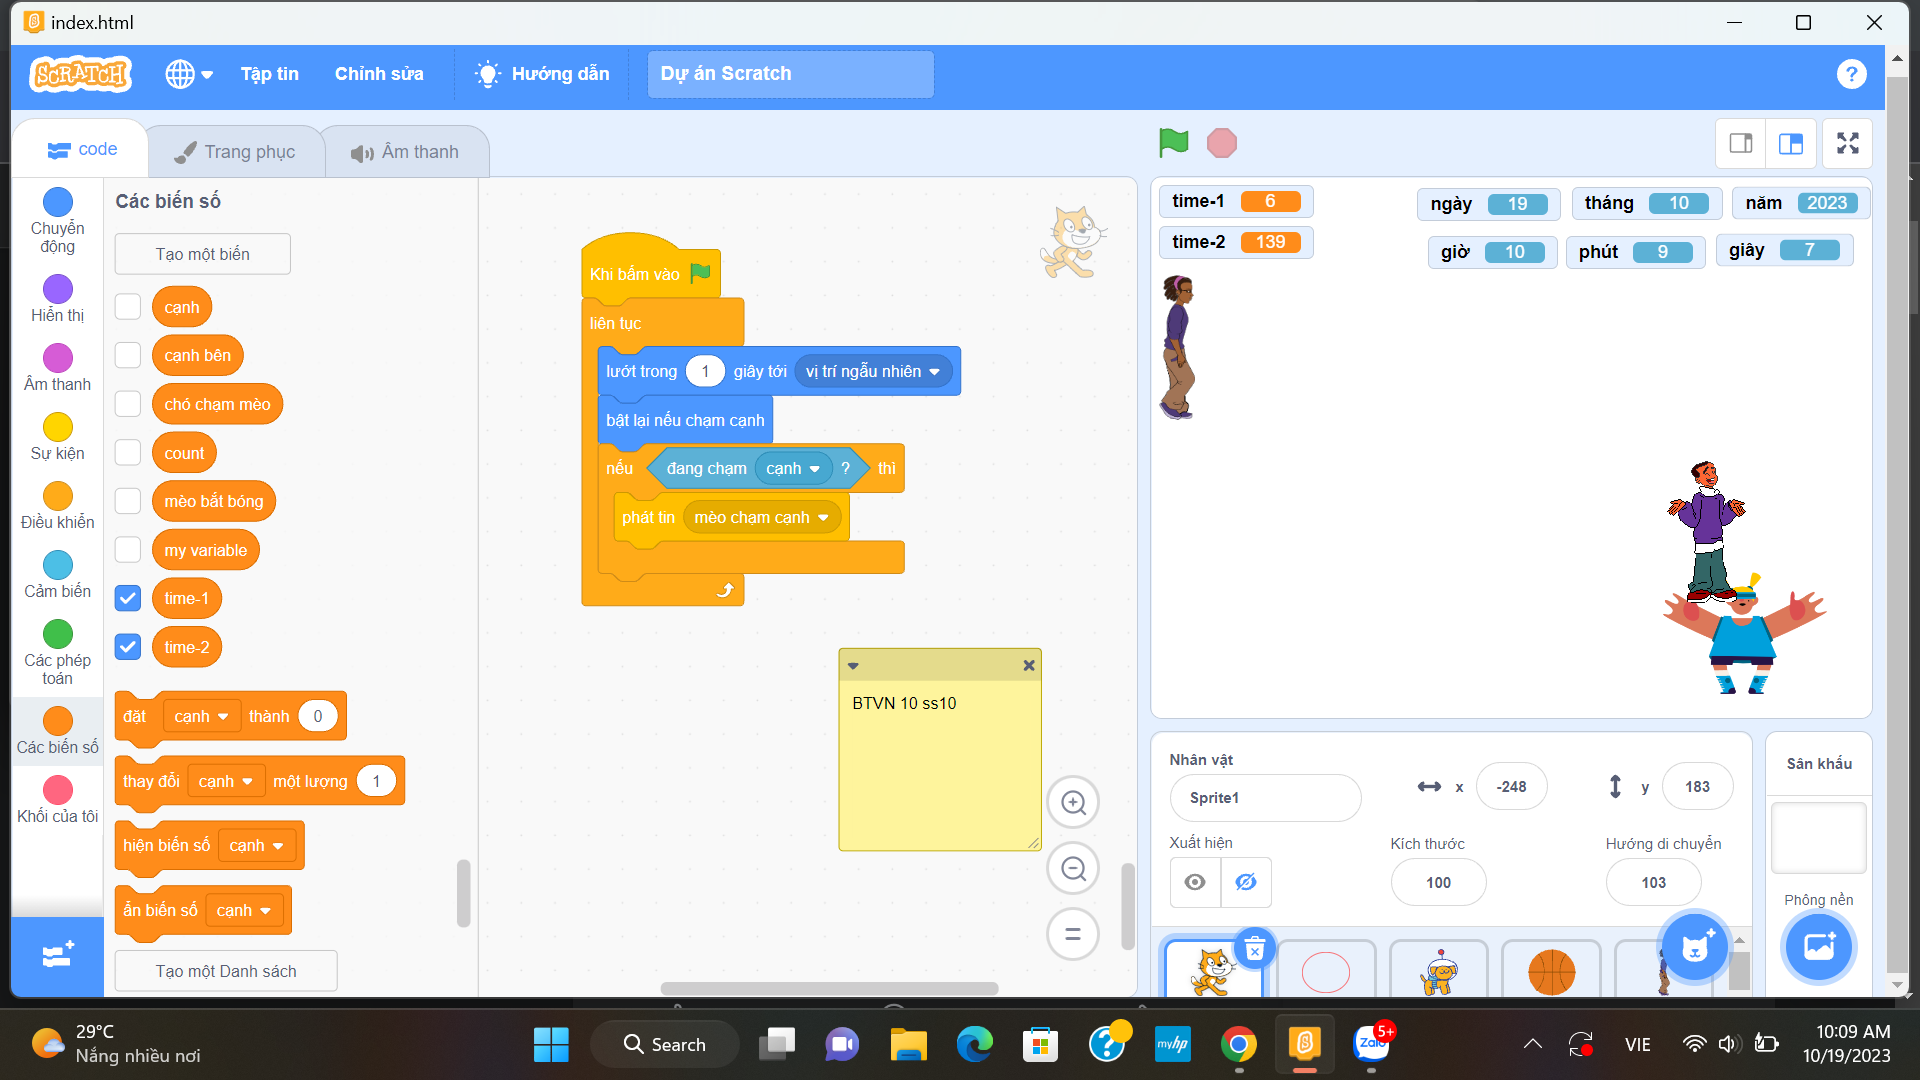 index.html
SCRATCH
Tập tin
Chỉnh sửa
Hướng dẫn
Dự án Scratch
?
code
Trang phục
Âm thanh
Chuyển động
Hiển thị
Âm thanh
Sự kiện
Điều khiển
Cảm biến
Các phép toán
Các biến số
Khối của tôi
Các biến số
Tạo một biến
cạnh
cạnh bên
chó chạm mèo
count
mèo bắt bóng
my variable
time-1
time-2
đặt cạnh thành 0
thay đổi cạnh một lượng 1
hiện biến số cạnh
ẩn biến số cạnh
Tạo một Danh sách
Khi bấm vào
liên tục
lướt trong 1 giây tới vị trí ngẫu nhiên
bật lại nếu chạm cạnh
nếu đang chạm cạnh ? thì
phát tin mèo chạm cạnh
BTVN 10 ss10
time-1 6
time-2 139
ngày 19
tháng 10
năm 2023
giờ 10
phút 9
giây 7
Nhân vật
Sprite1
x -248
y 183
Xuất hiện
Kích thước
100
Hướng di chuyển
103
Sân khấu
Phông nền
29°C
Nắng nhiều nơi
Search
?
myhp
Zalo
5+
VIE
10:09 AM
10/19/2023